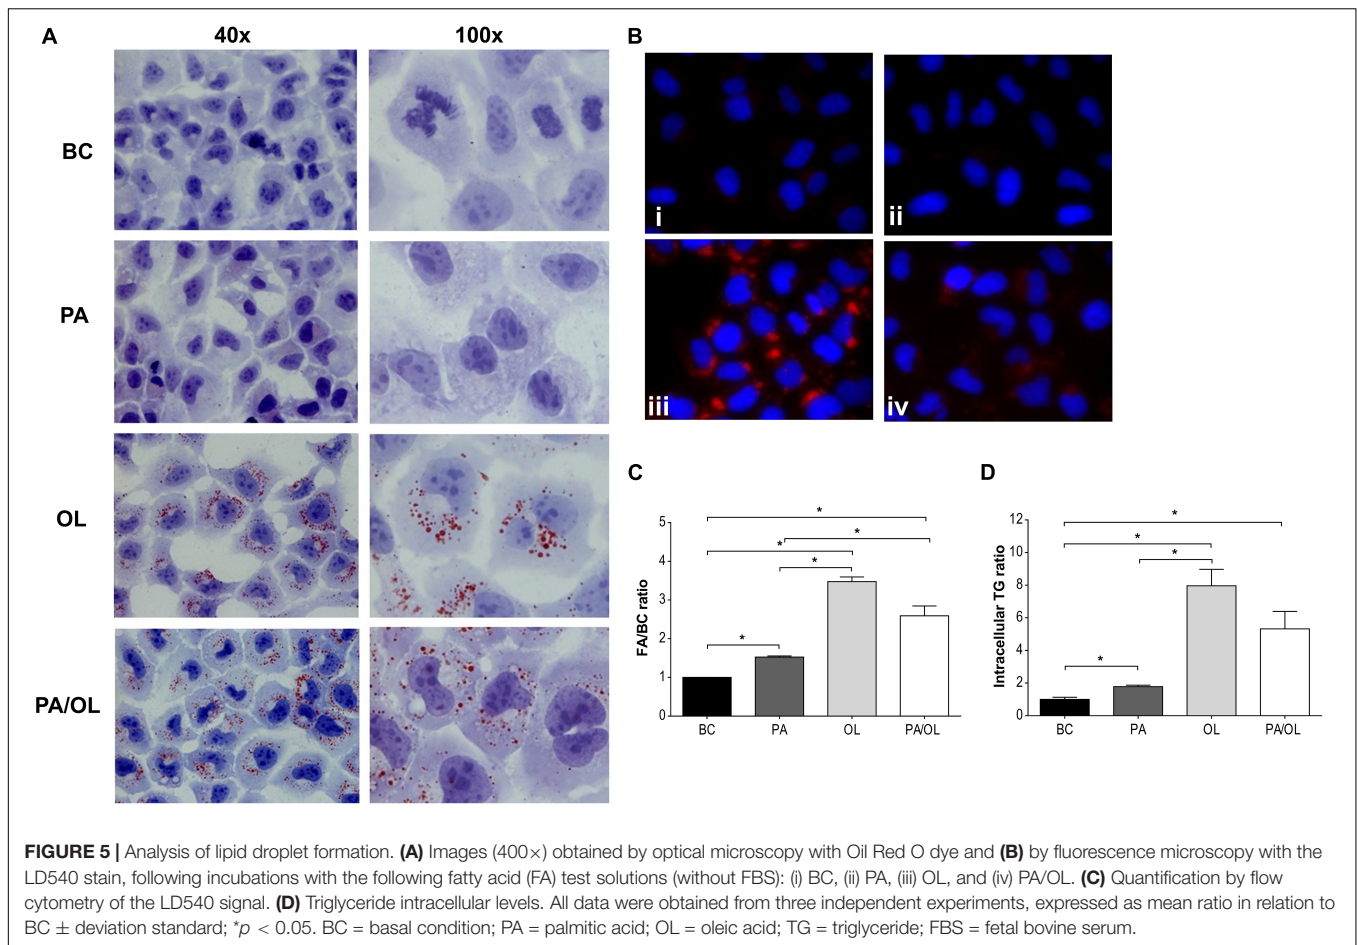 A
40x
100x
BC
PA
OL
PA/OL
B
i
ii
iii
iv
C
FA/BC ratio
5
4
3
2
1
0
*
*
*
*
*
BC
PA
OL
PA/OL
D
Intracellular TG ratio
12
10
8
6
4
2
0
*
*
*
*
BC
PA
OL
PA/OL
FIGURE 5 | Analysis of lipid droplet formation. (A) Images (400×) obtained by optical microscopy with Oil Red O dye and (B) by fluorescence microscopy with the
LD540 stain, following incubations with the following fatty acid (FA) test solutions (without FBS): (i) BC, (ii) PA, (iii) OL, and (iv) PA/OL. (C) Quantification by flow
cytometry of the LD540 signal. (D) Triglyceride intracellular levels. All data were obtained from three independent experiments, expressed as mean ratio in relation to
BC ± deviation standard; *p < 0.05. BC = basal condition; PA = palmitic acid; OL = oleic acid; TG = triglyceride; FBS = fetal bovine serum.